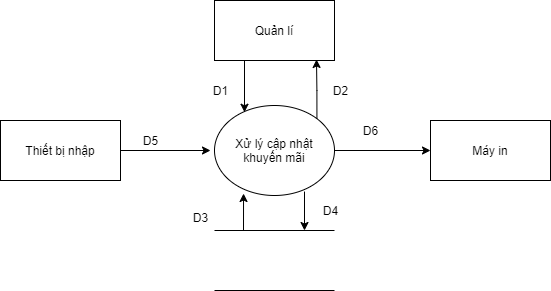 Quản lí
D1
D2
Thiết bị nhập
D5
Xử lý cập nhật
khuyến mãi
D6
Máy in
D3
D4